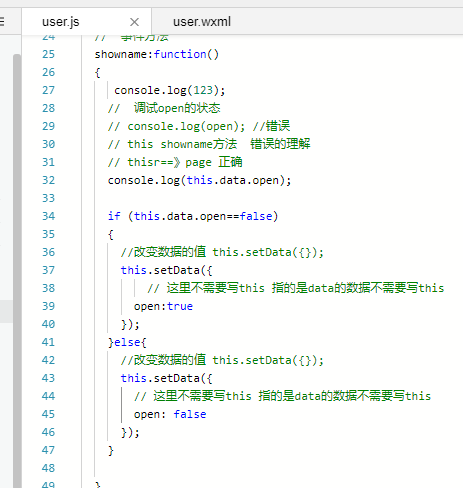 user.js
user.wxml
24 // 事件方法
25 showname:function()
26 {
27 console.log(123);
28 // 调试open的状态
29 // console.log(open); //错误
30 // this showname方法 错误的理解
31 // thisr==》page 正确
32 console.log(this.data.open);
33
34 if (this.data.open==false)
35 {
36 //改变数据的值 this.setData({});
37 this.setData({
38 // 这里不需要写this 指的是data的数据不需要写this
39 open:true
40 });
41 }else{
42 //改变数据的值 this.setData({});
43 this.setData({
44 // 这里不需要写this 指的是data的数据不需要写this
45 open: false
46 });
47 }
48
49 }